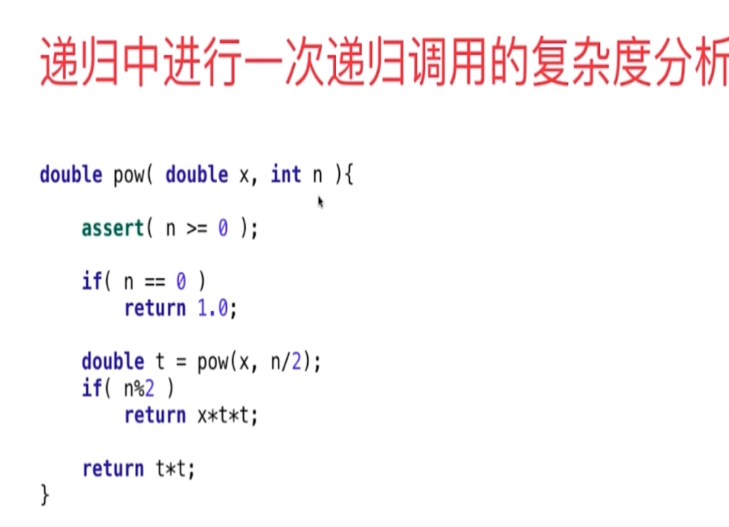 递归中进行一次递归调用的复杂度分析
double pow( double x, int n ){
assert( n >= 0 );
if( n == 0 )
return 1.0;
double t = pow(x, n/2);
if( n%2 )
return x*t*t;
return t*t;
}